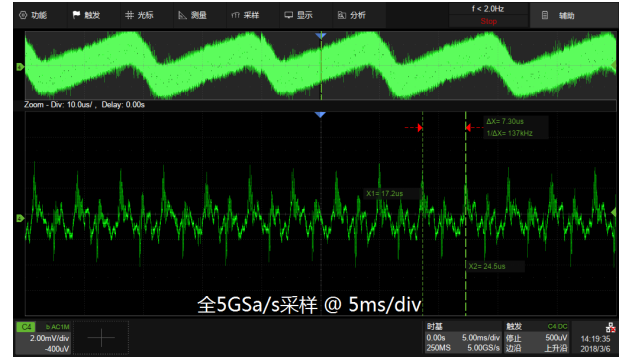 功能 触发 光标 测量 采样 显示 分析 f < 2.0Hz 辅助
Stop
Zoom - Div: 10.0us/ , Delay: 0.00s
ΔX= 7.30us
1/ΔX= 137kHz
X1= 17.2us
X2= 24.5us
全5GSa/s采样 @ 5ms/div
C4 b AC1M 时基 触发 C4 DC
2.00mV/div 0.00s 5.00ms/div 停止 500uV 14:19:35
-400uV 250MS 5.00GS/s 边沿 上升沿 2018/3/6